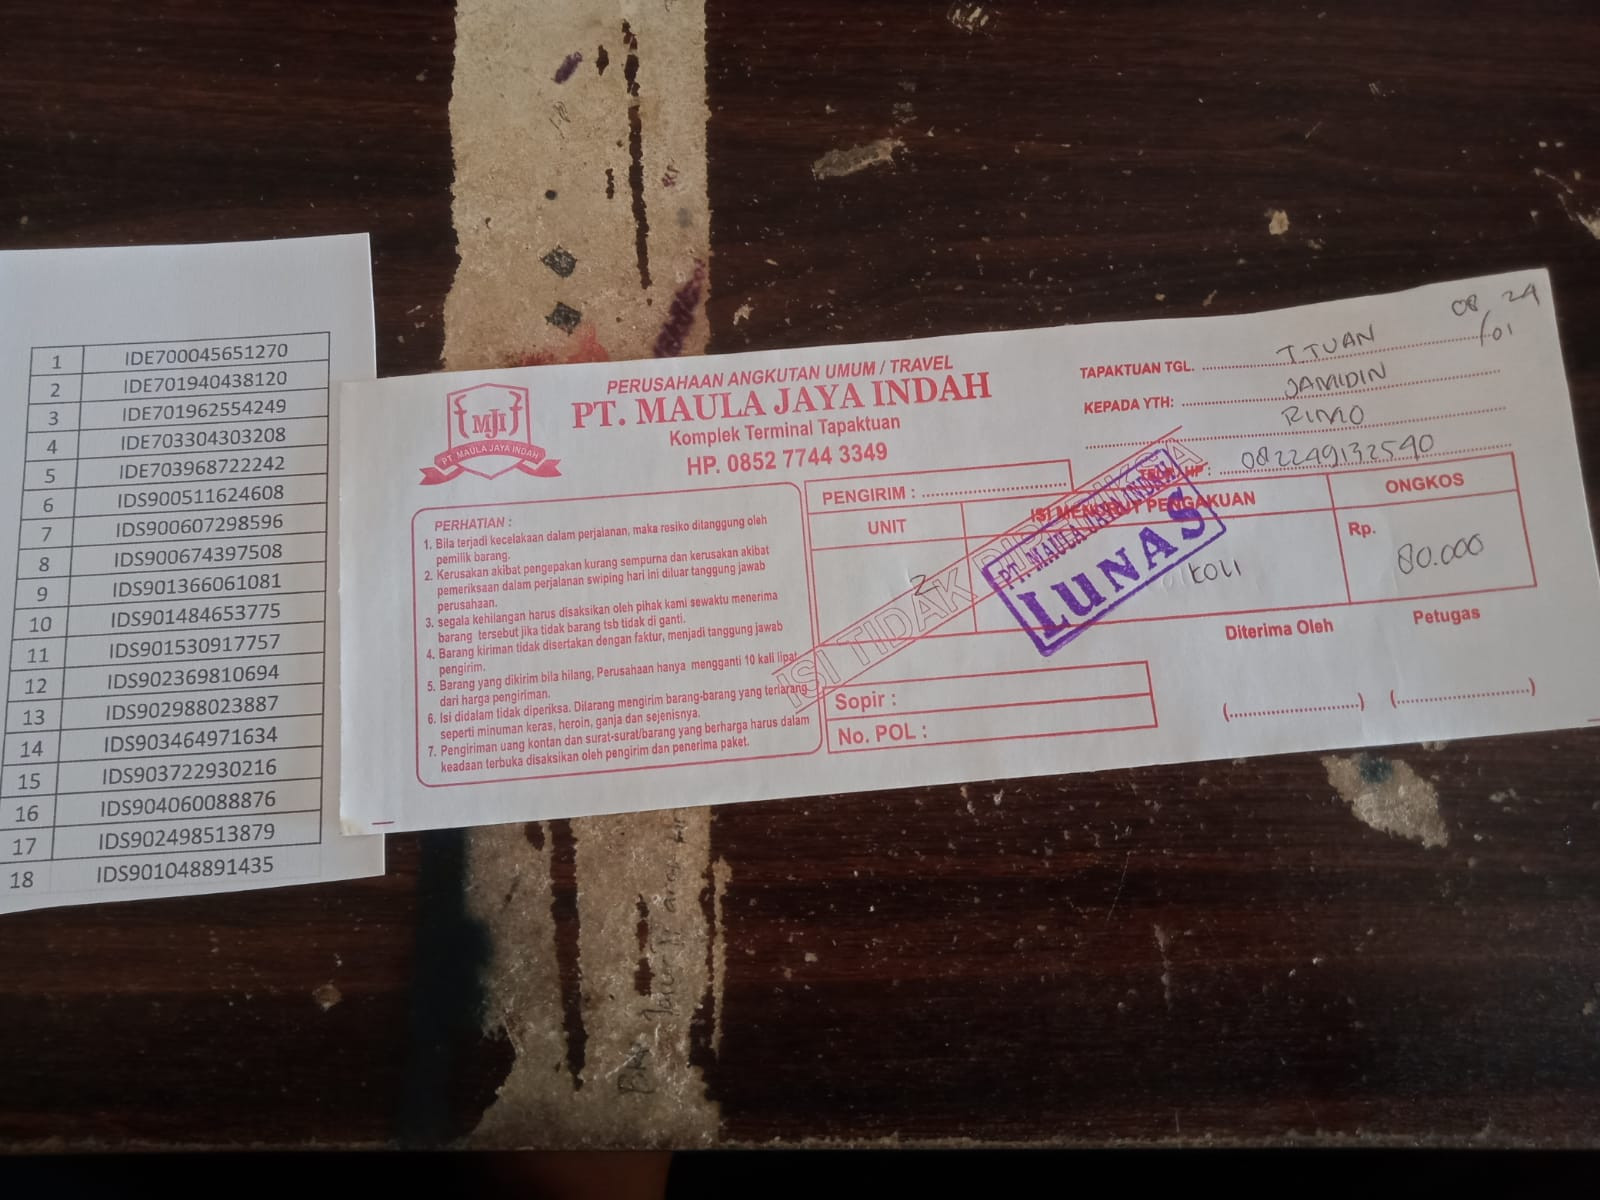 1 IDE700045651270
2 IDE701940438120
3 IDE701962554249
4 IDE703304303208
5 IDE703968722242
6 IDS900511624608
7 IDS900607298596
8 IDS900674397508
9 IDS901366061081
10 IDS901484653775
11 IDS901530917757
12 IDS902369810694
13 IDS902988023887
14 IDS903464971634
15 IDS903722930216
16 IDS904060088876
17 IDS902498513879
18 IDS901048891435
MJI
PT. MAULA JAYA INDAH
PERUSAHAAN ANGKUTAN UMUM / TRAVEL
PT. MAULA JAYA INDAH
Komplek Terminal Tapaktuan
HP. 0852 7744 3349
08 24
/01
TAPAKTUAN TGL. T.TUAN
KEPADA YTH: JAMIDIN
RIMO
HP : 082249132590
PERHATIAN :
1. Bila terjadi kecelakaan dalam perjalanan, maka resiko ditanggung oleh
pemilik barang.
2. Kerusakan akibat pengepakan kurang sempurna dan kerusakan akibat
pemeriksaan dalam perjalanan swiping hari ini diluar tanggung jawab
perusahaan.
3. segala kehilangan harus disaksikan oleh pihak kami sewaktu menerima
barang tersebut jika tidak barang tsb tidak di ganti.
4. Barang kiriman tidak disertakan dengan faktur, menjadi tanggung jawab
pengirim.
5. Barang yang dikirim bila hilang, Perusahaan hanya mengganti 10 kali lipat
dari harga pengiriman.
6. Isi didalam tidak diperiksa. Dilarang mengirim barang-barang yang terlarang
seperti minuman keras, heroin, ganja dan sejenisnya.
7. Pengiriman uang kontan dan surat-surat/barang yang berharga harus dalam
keadaan terbuka disaksikan oleh pengirim dan penerima paket.
PENGIRIM :
UNIT ISI MENURUT PENGAKUAN ONGKOS
2 koli Rp. 80.000
ISI TIDAK DIPERIKSA
PT. MAULA JAYA INDAH
LUNAS
Sopir :
No. POL :
Diterima Oleh Petugas
(..................) (..................)